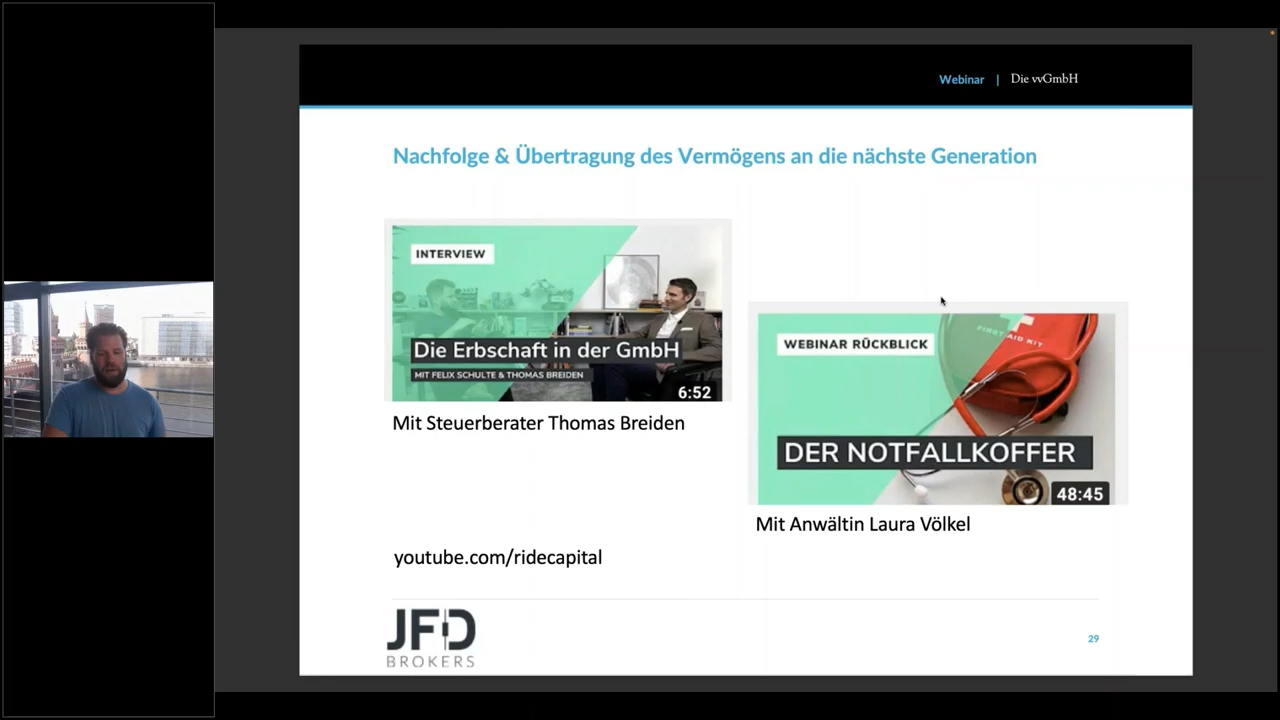 Webinar | Die vvGmbH
Nachfolge & Übertragung des Vermögens an die nächste Generation
INTERVIEW
Die Erbschaft in der GmbH
MIT FELIX SCHULTE & THOMAS BREIDEN
6:52
Mit Steuerberater Thomas Breiden
FIRST AID KIT
WEBINAR RÜCKBLICK
DER NOTFALLKOFFER
48:45
Mit Anwältin Laura Völkel
youtube.com/ridecapital
JFD
BROKERS
29